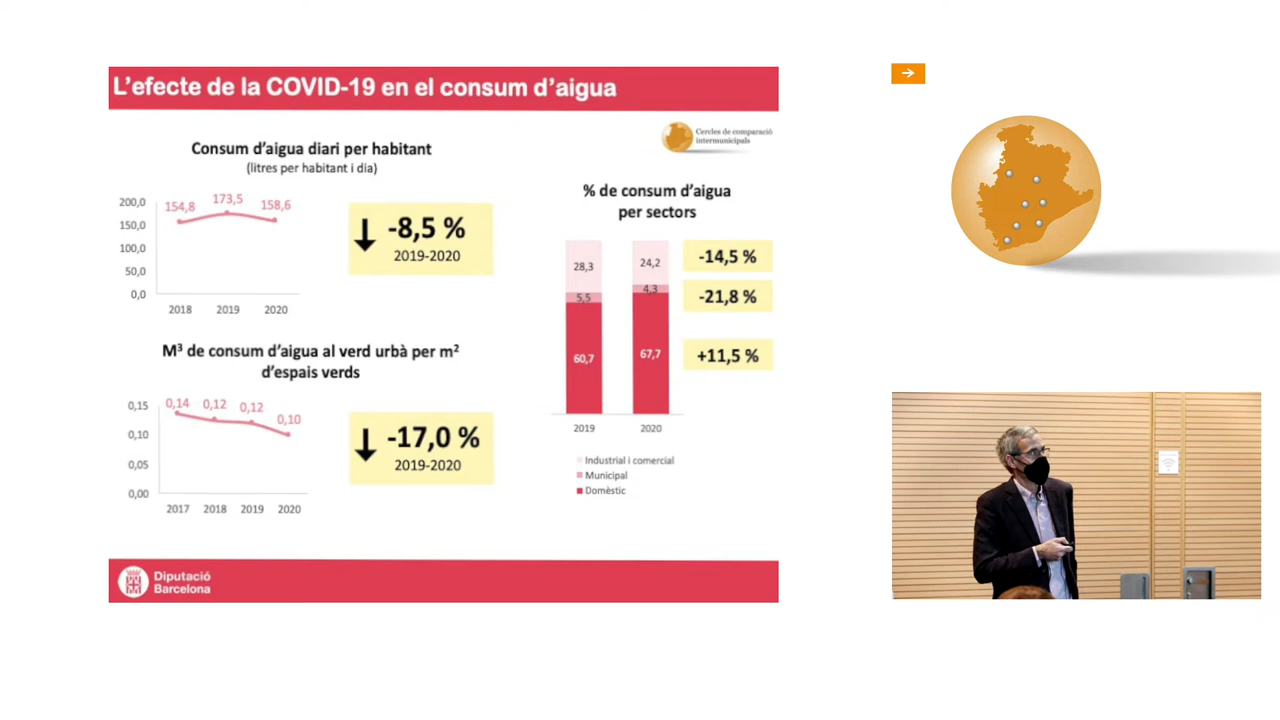 L'efecte de la COVID-19 en el consum d'aigua
Cercles de comparació
intermunicipals
Consum d'aigua diari per habitant
(litres per habitant i dia)
200,0
150,0
100,0
50,0
0,0
154,8
173,5
158,6
2018
2019
2020
-8,5 %
2019-2020
M³ de consum d'aigua al verd urbà per m²
d'espais verds
0,15
0,10
0,05
0,00
0,14
0,12
0,12
0,10
2017
2018
2019
2020
-17,0 %
2019-2020
% de consum d'aigua
per sectors
28,3
5,5
60,7
24,2
4,3
67,7
2019
2020
-14,5 %
-21,8 %
+11,5 %
Industrial i comercial
Municipal
Domèstic
Diputació
Barcelona